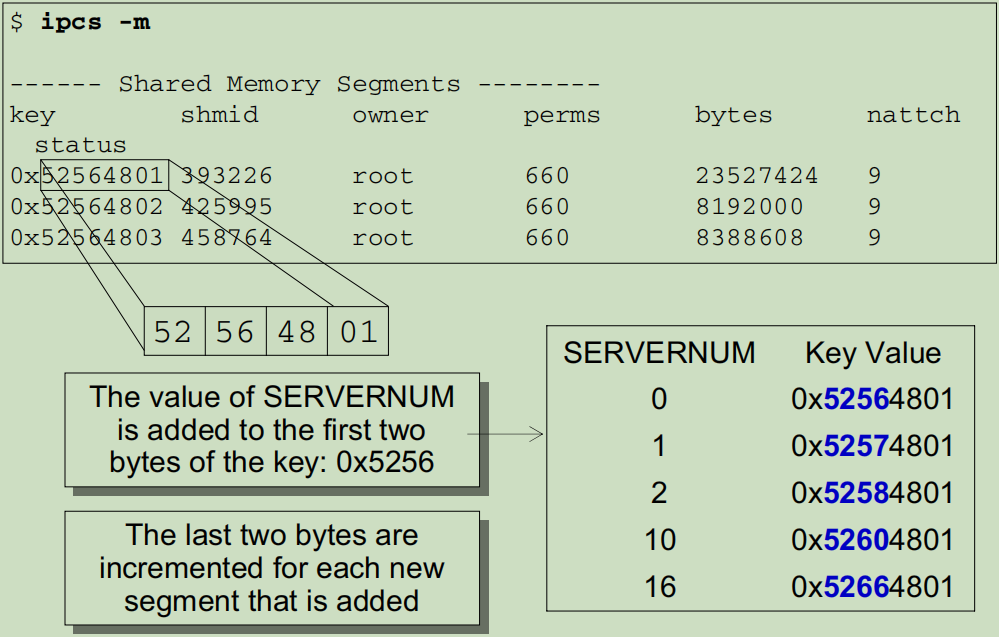 $ ipcs -m
------ Shared Memory Segments --------
key shmid owner perms bytes nattch
status
0x52564801 393226 root 660 23527424 9
0x52564802 425995 root 660 8192000 9
0x52564803 458764 root 660 8388608 9
52 56 48 01
The value of SERVERNUM
is added to the first two
bytes of the key: 0x5256
The last two bytes are
incremented for each new
segment that is added
SERVERNUM Key Value
0 0x52564801
1 0x52574801
2 0x52584801
10 0x52604801
16 0x52664801